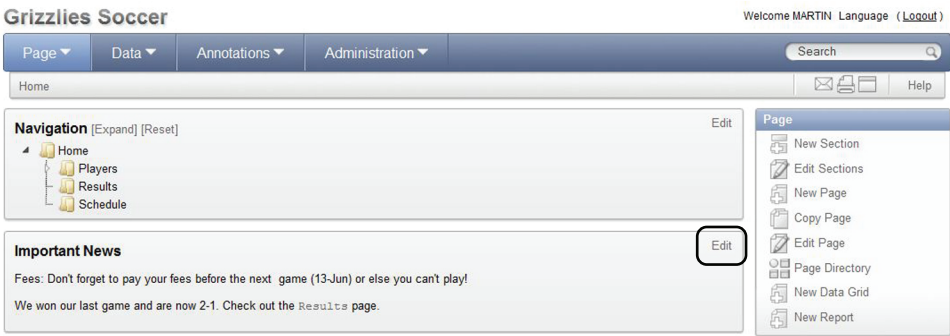 Grizzlies Soccer
Welcome MARTIN Language (Logout)
Page Data Annotations Administration Search
Home Help
Navigation [Expand] [Reset] Edit
Home
Players
Results
Schedule
Important News Edit
Fees: Don't forget to pay your fees before the next game (13-Jun) or else you can't play!
We won our last game and are now 2-1. Check out the Results page.
Page
New Section
Edit Sections
New Page
Copy Page
Edit Page
Page Directory
New Data Grid
New Report